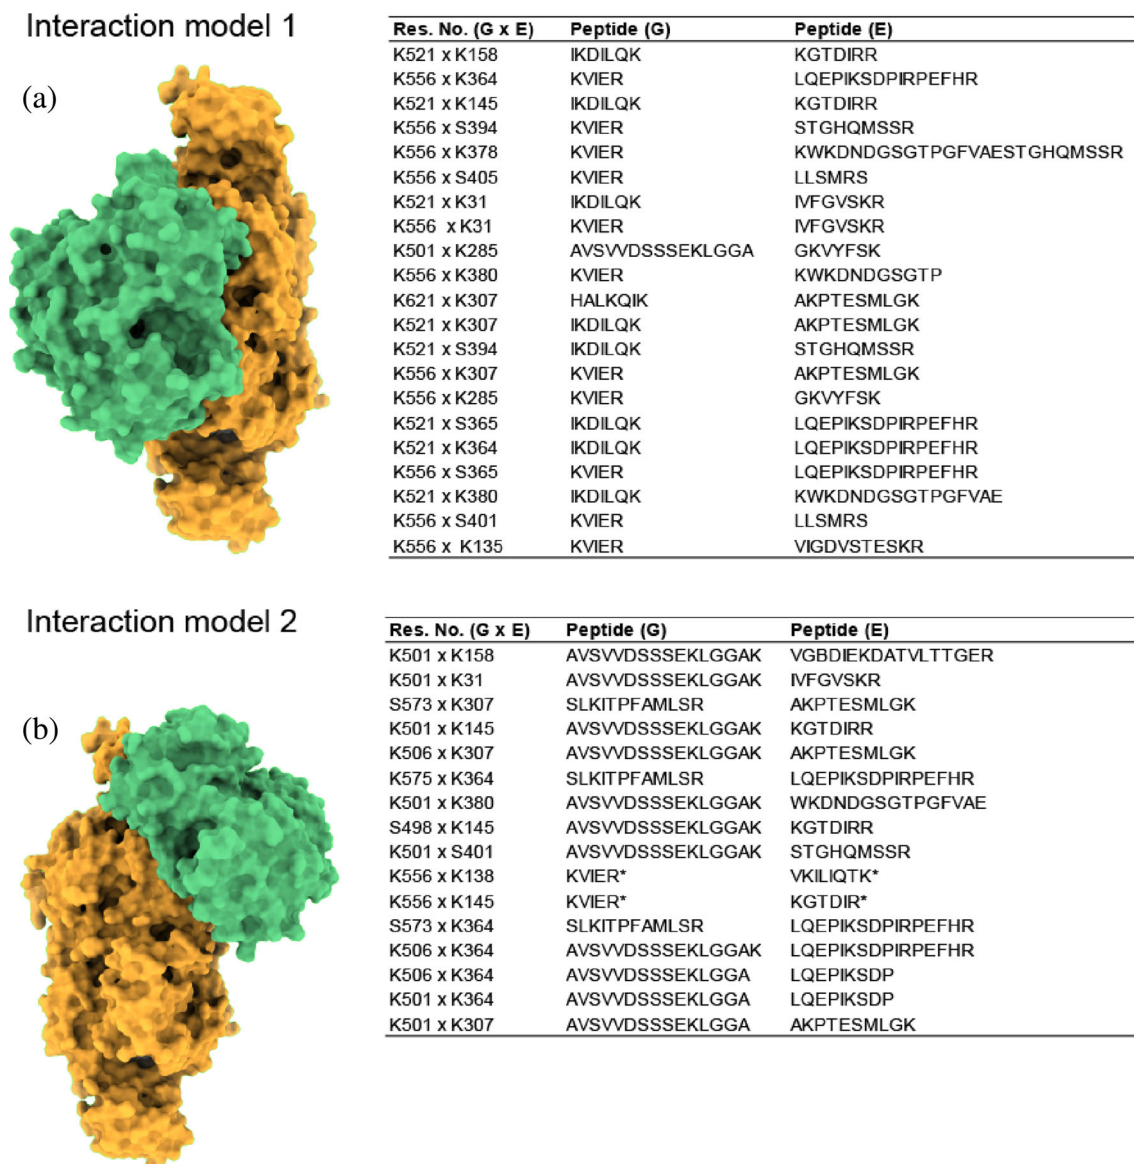 Interaction model 1
(a)
Res. No. (G x E) Peptide (G) Peptide (E)
K521 x K158 IKDILQK KGTDIRR
K556 x K364 KVIER LQEPIKSDPIRPEFHR
K521 x K145 IKDILQK KGTDIRR
K556 x S394 KVIER STGHQMSSR
K556 x K378 KVIER KWKDNDGSGTPGFVAESTGHQMSSR
K556 x S405 KVIER LLSMRS
K521 x K31 IKDILQK IVFGVSKR
K556 x K31 KVIER IVFGVSKR
K501 x K285 AVSVVDSSSEKLGGA GKVYFSK
K556 x K380 KVIER KWKDNDGSGTP
K621 x K307 HALKQIK AKPTESMLGK
K521 x K307 IKDILQK AKPTESMLGK
K521 x S394 IKDILQK STGHQMSSR
K556 x K307 KVIER AKPTESMLGK
K556 x K285 KVIER GKVYFSK
K521 x S365 IKDILQK LQEPIKSDPIRPEFHR
K521 x K364 IKDILQK LQEPIKSDPIRPEFHR
K556 x S365 KVIER LQEPIKSDPIRPEFHR
K521 x K380 IKDILQK KWKDNDGSGTPGFVAE
K556 x S401 KVIER LLSMRS
K556 x K135 KVIER VIGDVSTESKR
Interaction model 2
(b)
Res. No. (G x E) Peptide (G) Peptide (E)
K501 x K158 AVSVVDSSSEKLGGAK VGBDIEKDATVLTTGER
K501 x K31 AVSVVDSSSEKLGGAK IVFGVSKR
S573 x K307 SLKITPFAMLSR AKPTESMLGK
K501 x K145 AVSVVDSSSEKLGGAK KGTDIRR
K506 x K307 AVSVVDSSSEKLGGAK AKPTESMLGK
K575 x K364 SLKITPFAMLSR LQEPIKSDPIRPEFHR
K501 x K380 AVSVVDSSSEKLGGAK WKDNDGSGTPGFVAE
S498 x K145 AVSVVDSSSEKLGGAK KGTDIRR
K501 x S401 AVSVVDSSSEKLGGAK STGHQMSSR
K556 x K138 KVIER* VKILIQTK*
K556 x K145 KVIER* KGTDIR*
S573 x K364 SLKITPFAMLSR LQEPIKSDPIRPEFHR
K506 x K364 AVSVVDSSSEKLGGAK LQEPIKSDPIRPEFHR
K506 x K364 AVSVVDSSSEKLGGA LQEPIKSDP
K501 x K364 AVSVVDSSSEKLGGA LQEPIKSDP
K501 x K307 AVSVVDSSSEKLGGA AKPTESMLGK